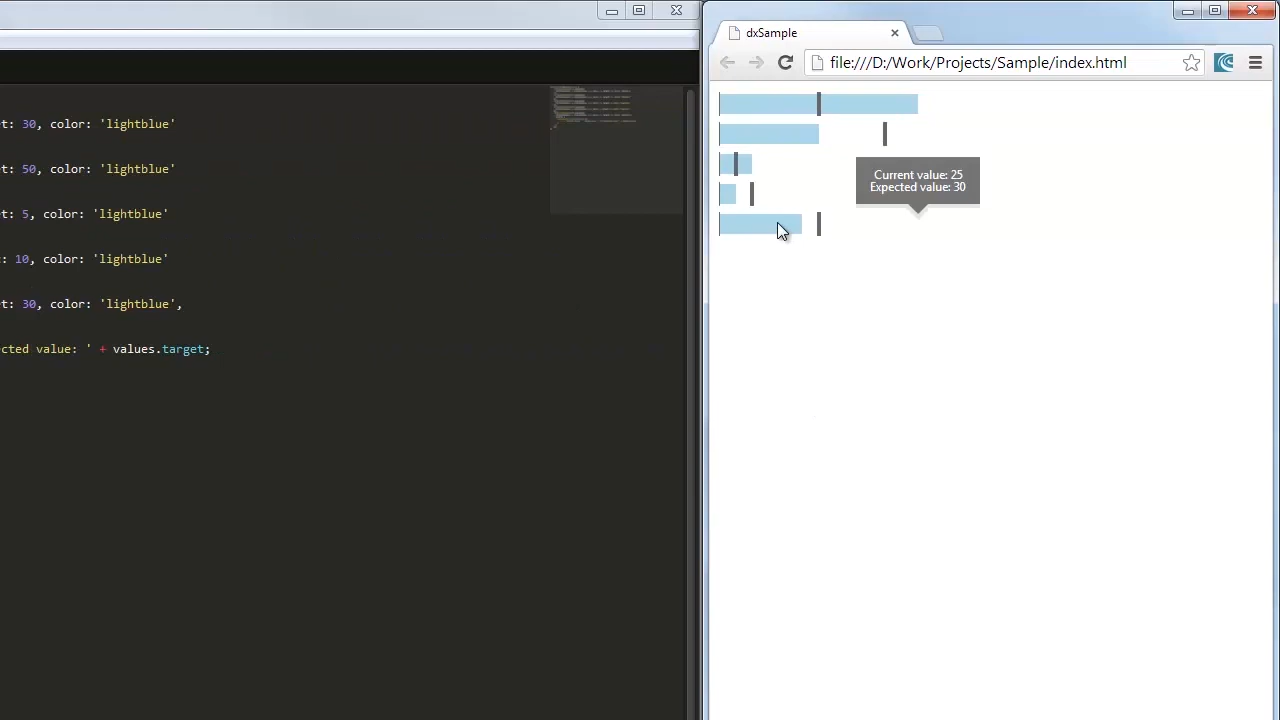 dxSample
file:///D:/Work/Projects/Sample/index.html
t: 30, color: 'lightblue'
t: 50, color: 'lightblue'
t: 5, color: 'lightblue'
: 10, color: 'lightblue'
t: 30, color: 'lightblue',
cted value: ' + values.target;
Current value: 25
Expected value: 30